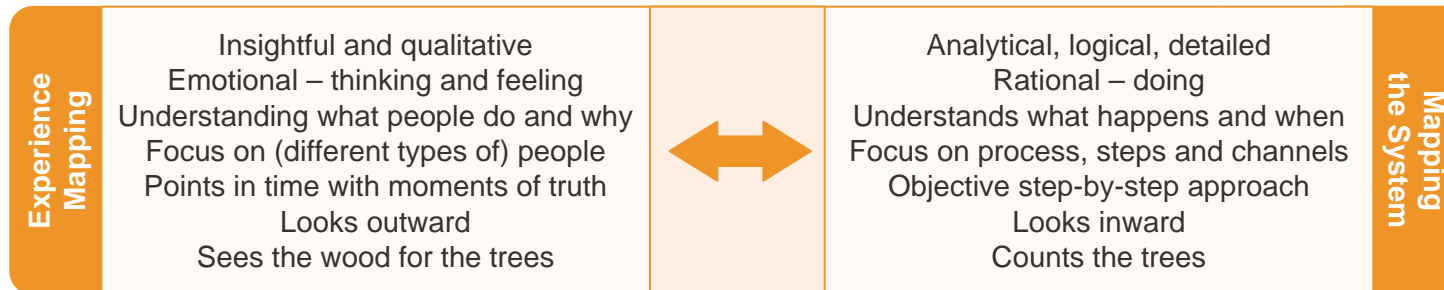 Experience
Mapping
Insightful and qualitative
Emotional – thinking and feeling
Understanding what people do and why
Focus on (different types of) people
Points in time with moments of truth
Looks outward
Sees the wood for the trees
Analytical, logical, detailed
Rational – doing
Understands what happens and when
Focus on process, steps and channels
Objective step-by-step approach
Looks inward
Counts the trees
Mapping
the System